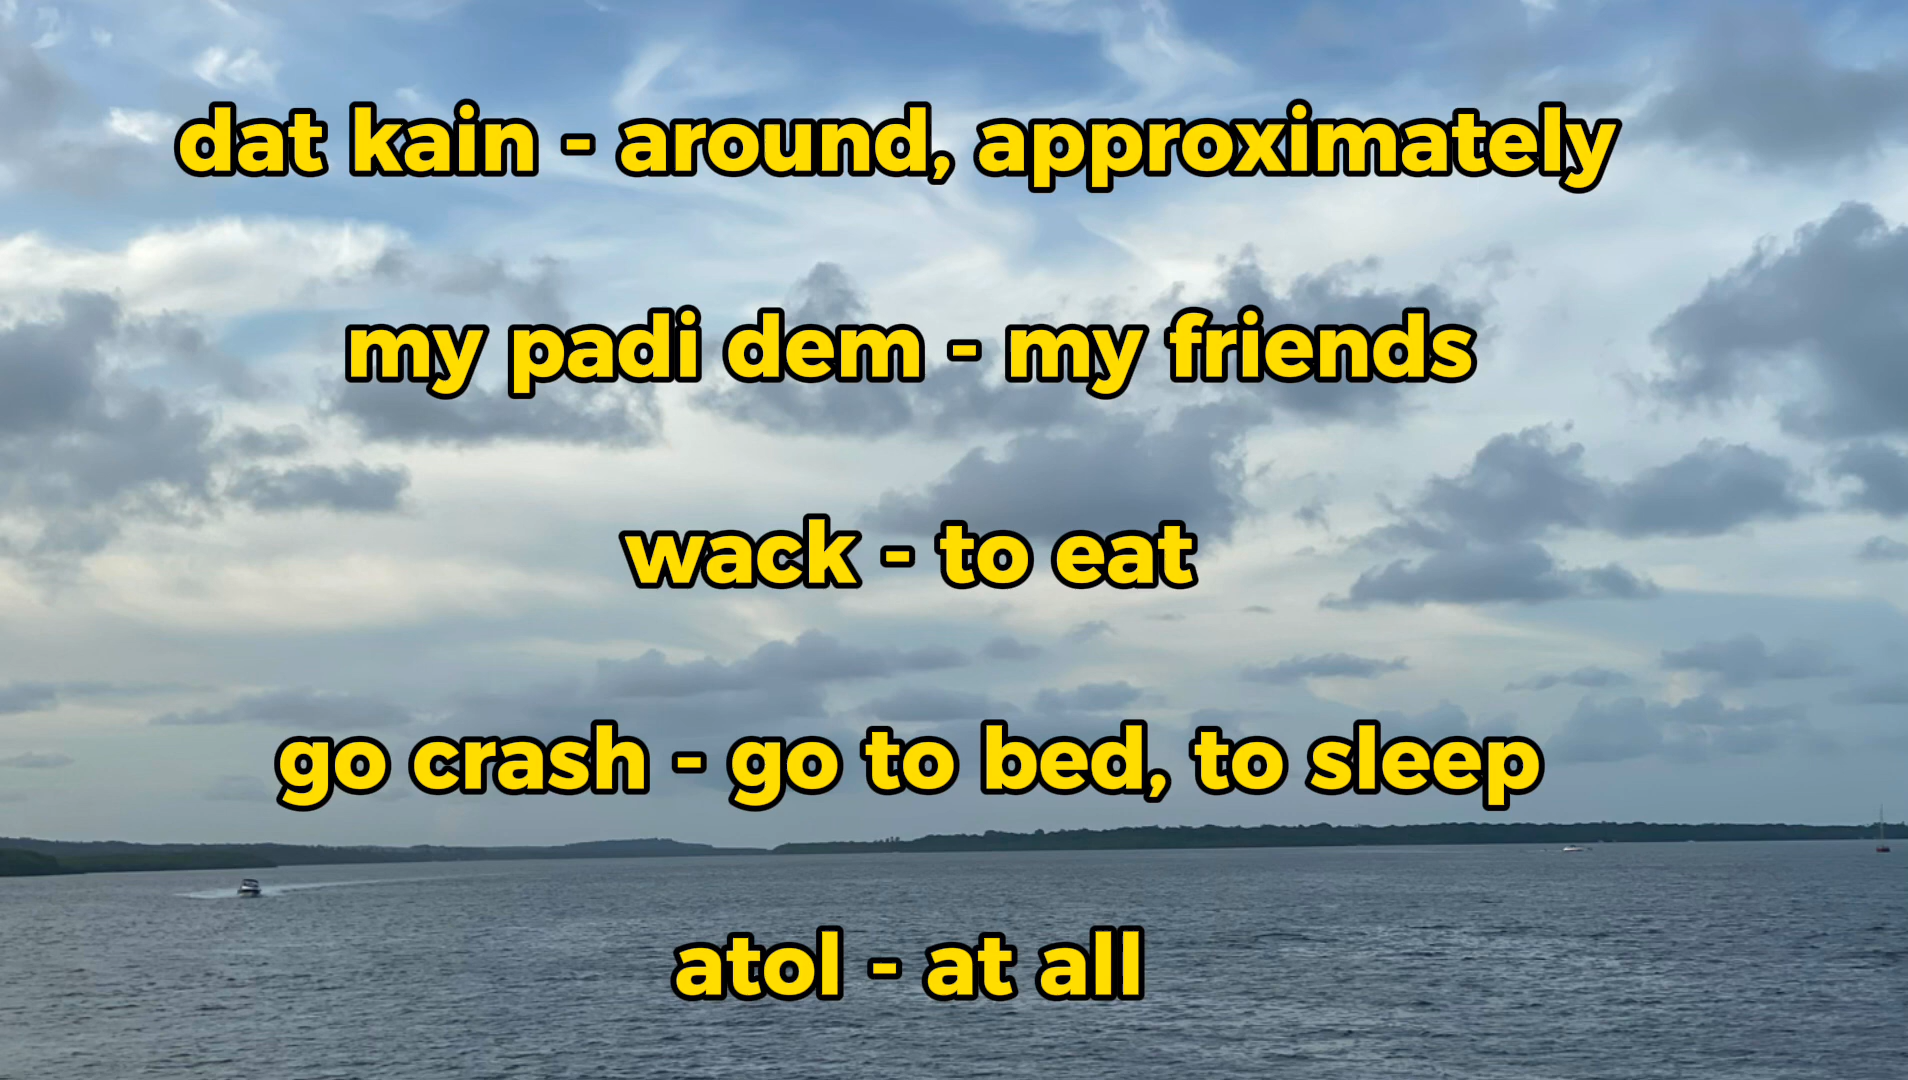 dat kain - around, approximately
my padi dem - my friends
wack - to eat
go crash - go to bed, to sleep
atol - at all